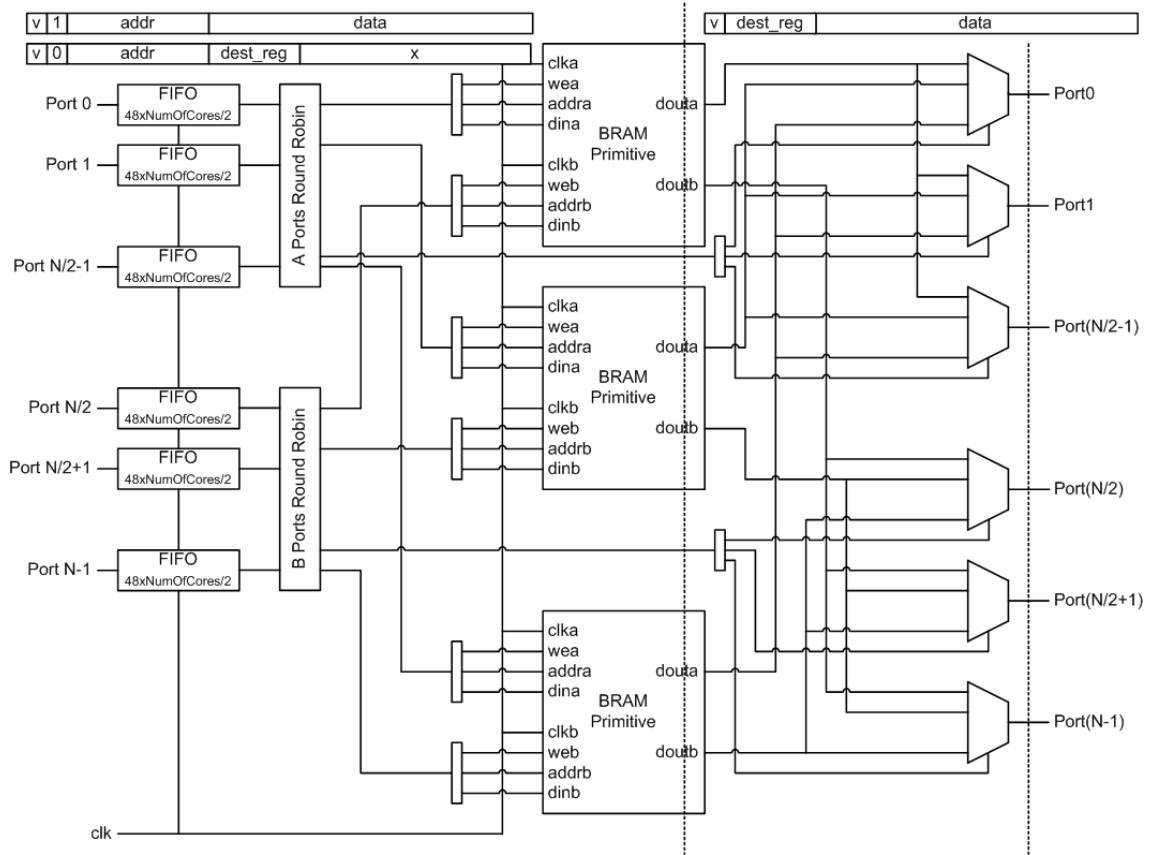 v 1 addr data
v 0 addr dest_reg x
v dest_reg data
Port 0
FIFO
48xNumOfCores/2
Port 1
FIFO
48xNumOfCores/2
Port N/2-1
FIFO
48xNumOfCores/2
Port N/2
FIFO
48xNumOfCores/2
Port N/2+1
FIFO
48xNumOfCores/2
Port N-1
FIFO
48xNumOfCores/2
clk
A Ports Round Robin
B Ports Round Robin
clka
wea
addra
dina
clkb
web
addrb
dinb
BRAM
Primitive
douta
doutb
clka
wea
addra
dina
clkb
web
addrb
dinb
BRAM
Primitive
douta
doutb
clka
wea
addra
dina
clkb
web
addrb
dinb
BRAM
Primitive
douta
doutb
Port0
Port1
Port(N/2-1)
Port(N/2)
Port(N/2+1)
Port(N-1)